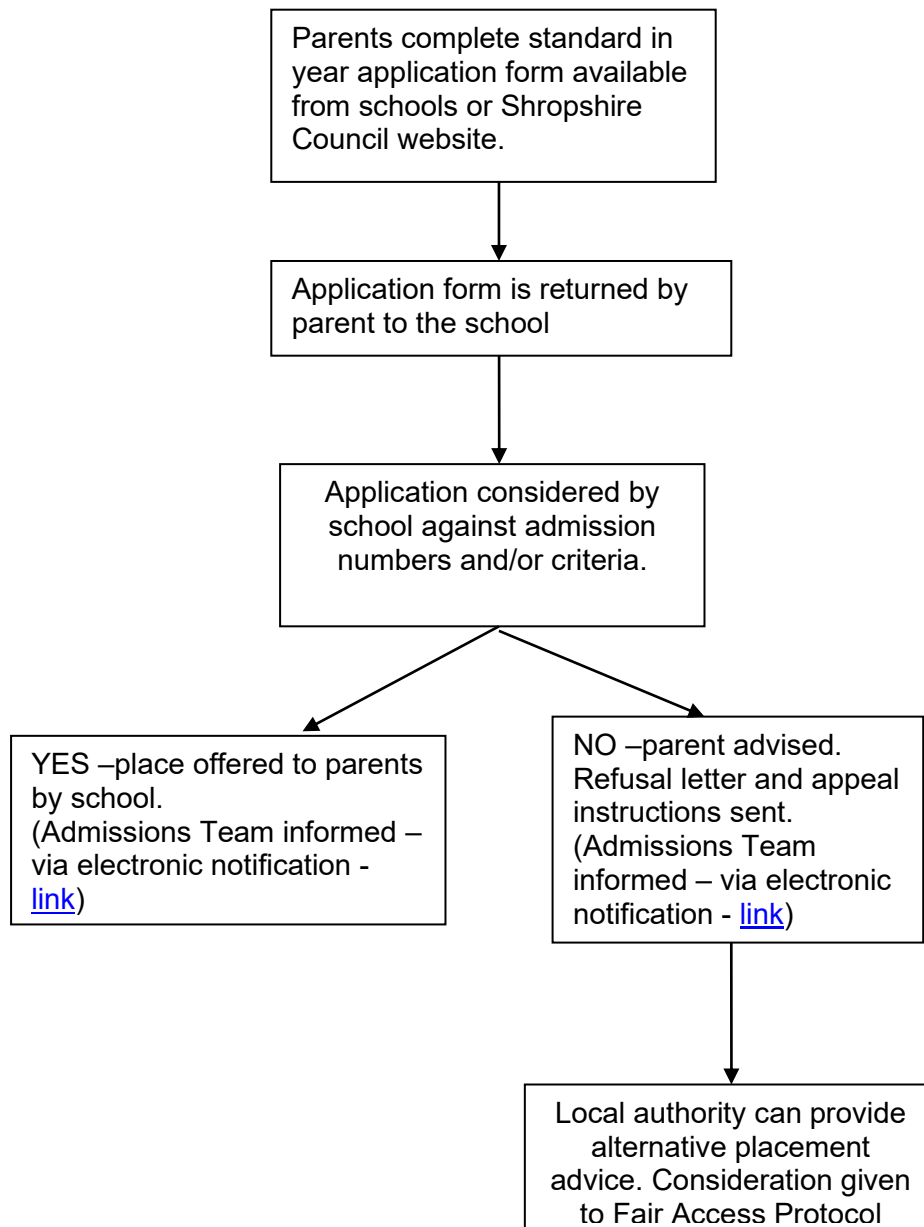 Parents complete standard in
year application form available
from schools or Shropshire
Council website.
Application form is returned by
parent to the school
Application considered by
school against admission
numbers and/or criteria.
YES –place offered to parents
by school.
(Admissions Team informed –
via electronic notification -
link)
NO –parent advised.
Refusal letter and appeal
instructions sent.
(Admissions Team
informed – via electronic
notification - link)
Local authority can provide
alternative placement
advice. Consideration given
to Fair Access Protocol